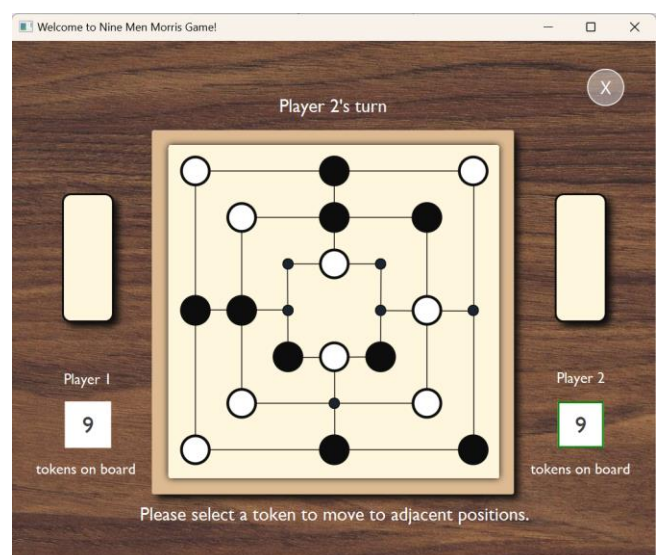 Welcome to Nine Men Morris Game!
X
Player 2's turn
Player 1
9
tokens on board
Player 2
9
tokens on board
Please select a token to move to adjacent positions.